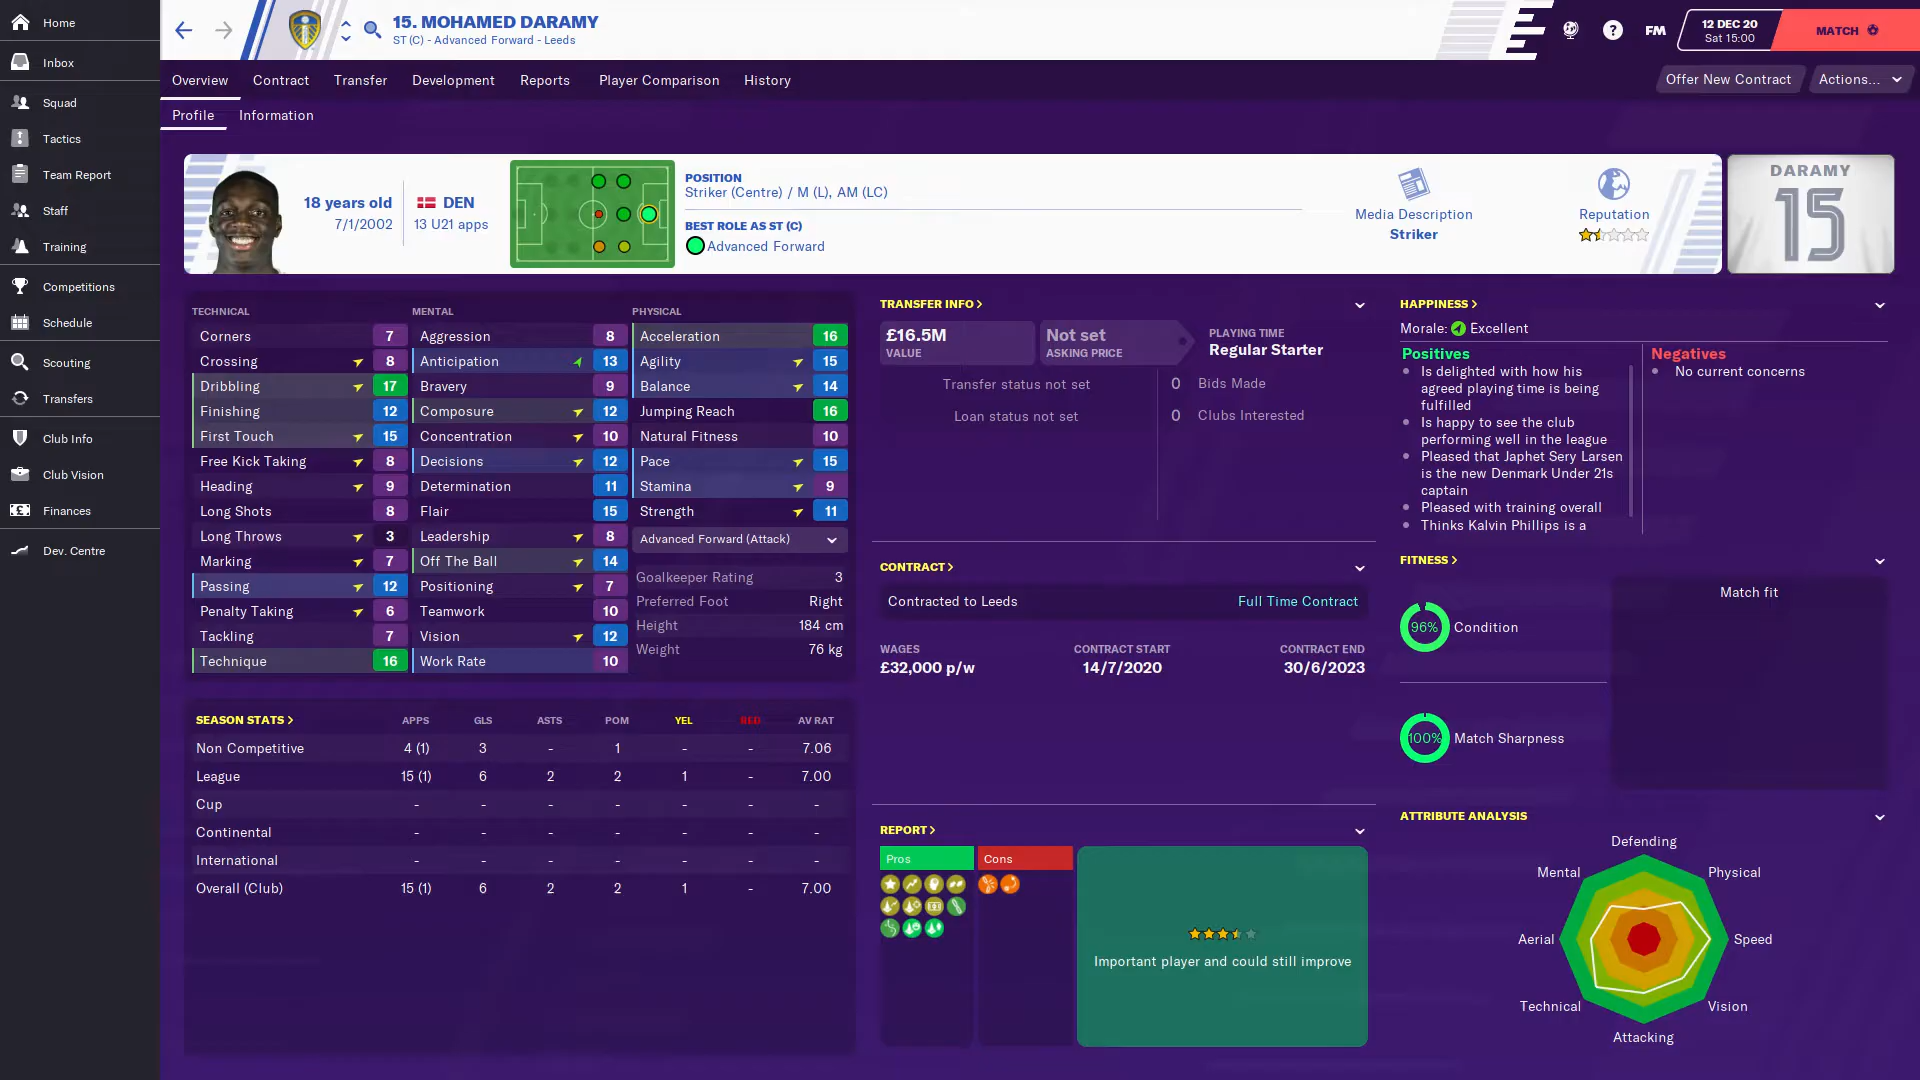 Home
Inbox
Squad
Tactics
Team Report
Staff
Training
Competitions
Schedule
Scouting
Transfers
Club Info
Club Vision
Finances
Dev. Centre
15. MOHAMED DARAMY
ST (C) - Advanced Forward - Leeds
?
FM
12 DEC 20
Sat 15:00
MATCH
Overview Contract Transfer Development Reports Player Comparison History
Offer New Contract Actions...
Profile Information
18 years old
7/1/2002
DEN
13 U21 apps
POSITION
Striker (Centre) / M (L), AM (LC)
BEST ROLE AS ST (C)
Advanced Forward
Media Description
Striker
Reputation
DARAMY
15
TECHNICAL
Corners 7
Crossing 8
Dribbling 17
Finishing 12
First Touch 15
Free Kick Taking 8
Heading 9
Long Shots 8
Long Throws 3
Marking 7
Passing 12
Penalty Taking 6
Tackling 7
Technique 16
MENTAL
Aggression 8
Anticipation 13
Bravery 9
Composure 12
Concentration 10
Decisions 12
Determination 11
Flair 15
Leadership 8
Off The Ball 14
Positioning 7
Teamwork 10
Vision 12
Work Rate 10
PHYSICAL
Acceleration 16
Agility 15
Balance 14
Jumping Reach 16
Natural Fitness 10
Pace 15
Stamina 9
Strength 11
Advanced Forward (Attack)
Goalkeeper Rating 3
Preferred Foot Right
Height 184 cm
Weight 76 kg
SEASON STATS > APPS GLS ASTS POM YEL RED AV RAT
Non Competitive 4 (1) 3 - 1 - - 7.06
League 15 (1) 6 2 2 1 - 7.00
Cup - - - - - - -
Continental - - - - - - -
International - - - - - - -
Overall (Club) 15 (1) 6 2 2 1 - 7.00
TRANSFER INFO >
£16.5M
VALUE
Not set
ASKING PRICE
PLAYING TIME
Regular Starter
Transfer status not set
Loan status not set
0 Bids Made
0 Clubs Interested
CONTRACT >
Contracted to Leeds Full Time Contract
WAGES
£32,000 p/w
CONTRACT START
14/7/2020
CONTRACT END
30/6/2023
REPORT >
Pros
Cons
Important player and could still improve
HAPPINESS >
Morale: Excellent
Positives
• Is delighted with how his
agreed playing time is being
fulfilled
• Is happy to see the club
performing well in the league
• Pleased that Japhet Sery Larsen
is the new Denmark Under 21s
captain
• Pleased with training overall
• Thinks Kalvin Phillips is a
Negatives
• No current concerns
FITNESS >
96% Condition
100% Match Sharpness
Match fit
ATTRIBUTE ANALYSIS
Defending
Mental Physical
Aerial Speed
Technical Vision
Attacking